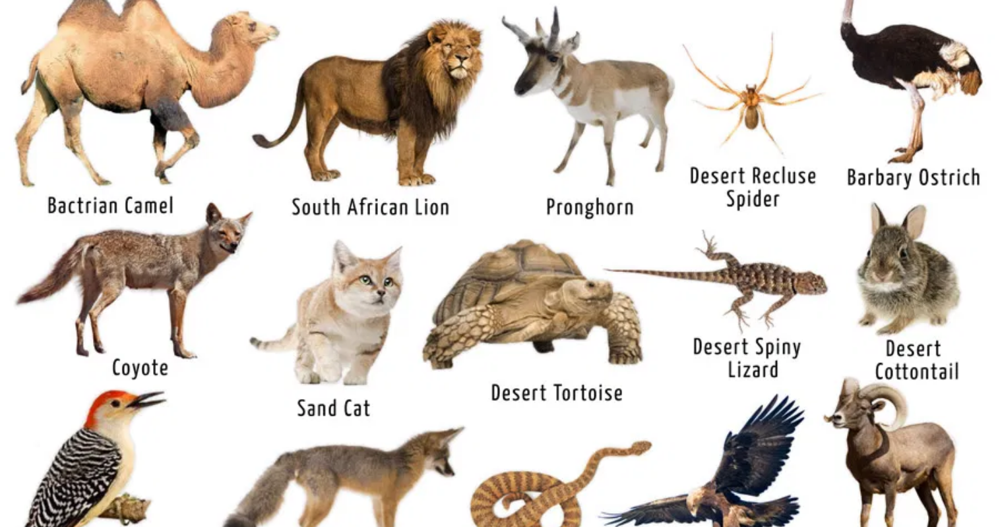 Bactrian Camel
South African Lion
Pronghorn
Desert Recluse
Spider
Barbary Ostrich
Coyote
Sand Cat
Desert Tortoise
Desert Spiny
Lizard
Desert
Cottontail